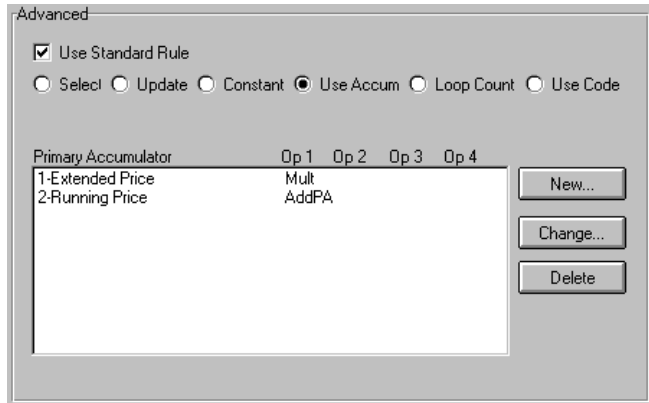 Advanced
Use Standard Rule
Select Update Constant Use Accum Loop Count Use Code
Primary Accumulator Op 1 Op 2 Op 3 Op 4
1-Extended Price Mult
2-Running Price AddPA
New...
Change...
Delete